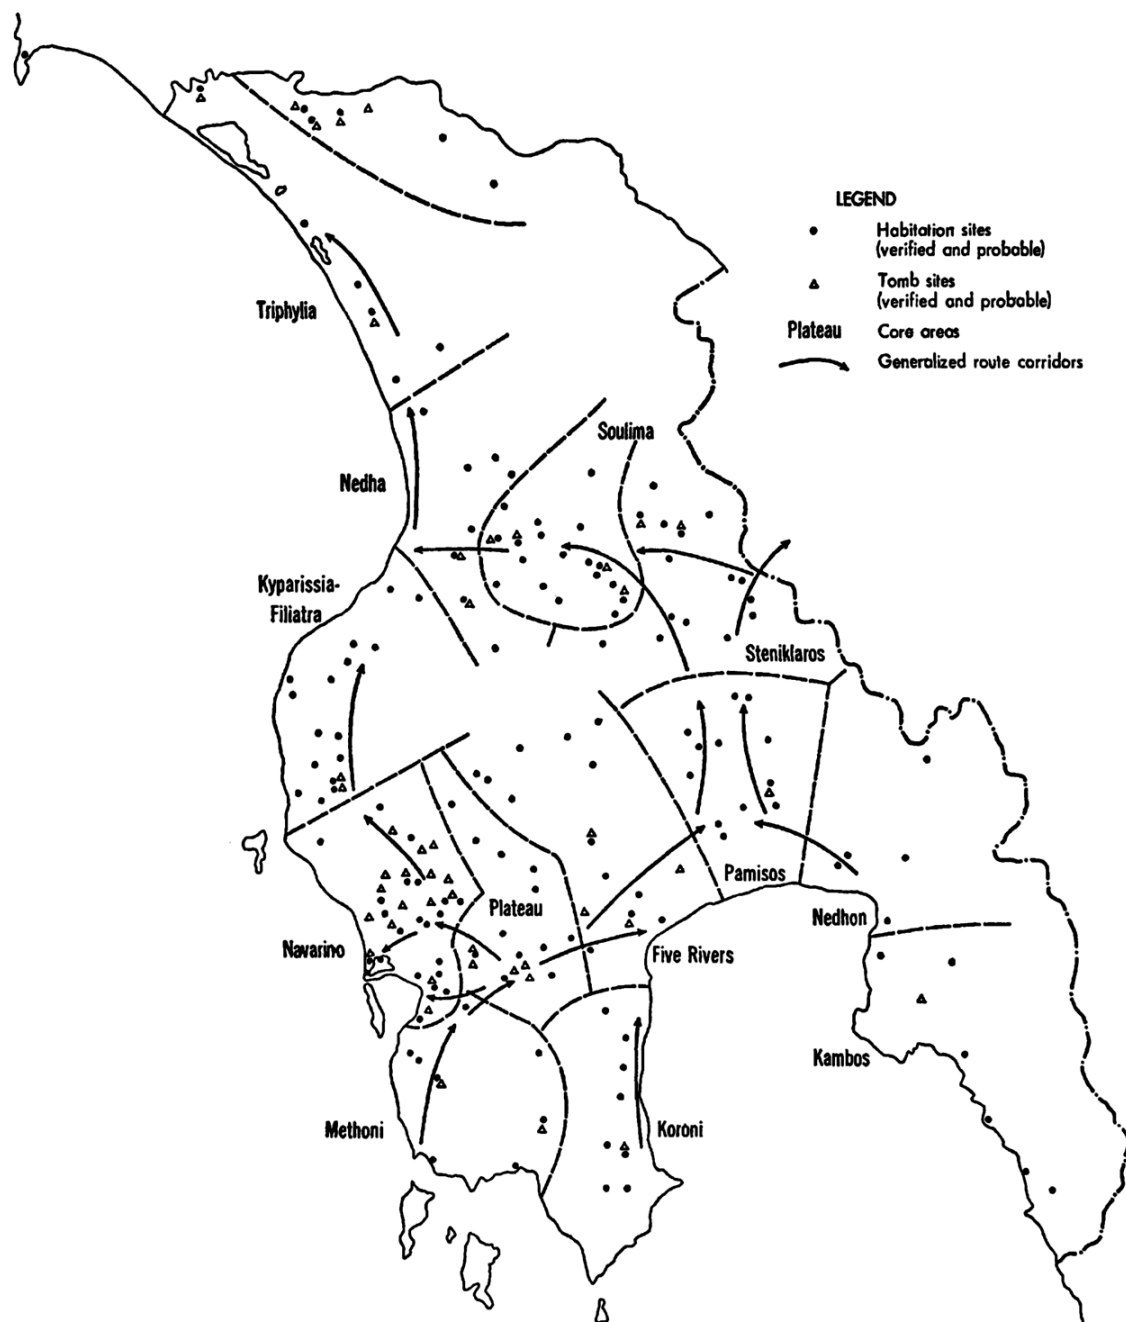 LEGEND
Habitation sites
(verified and probable)
Tomb sites
(verified and probable)
Plateau
Core areas
Generalized route corridors
Triphylia
Soulima
Nedha
Kyparissia-
Filiatra
Steniklaros
Pamisos
Plateau
Nedhon
Navarino
Five Rivers
Kambos
Methoni
Koroni